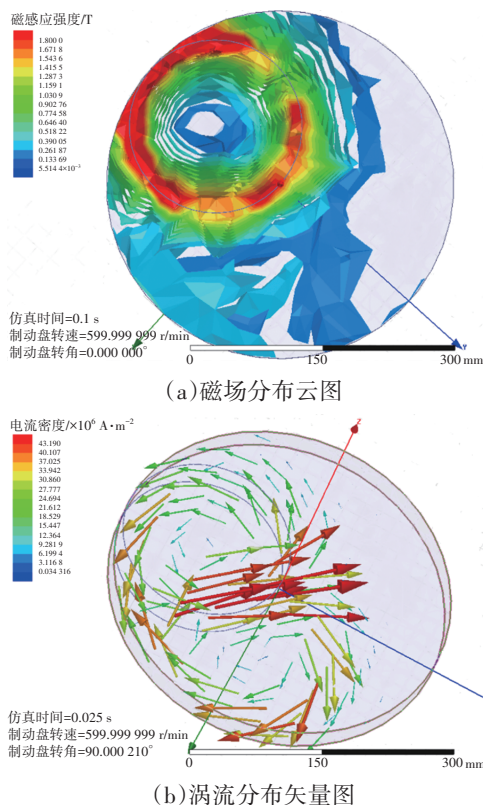 磁感应强度/T
1.800 0
1.671 8
1.543 6
1.415 5
1.287 3
1.159 1
1.030 9
0.902 76
0.774 58
0.646 40
0.518 22
0.390 05
0.261 87
0.133 69
5.514 4×10⁻³
仿真时间=0.1 s
制动盘转速=599.999 999 r/min
制动盘转角=0.000 000°
0 150 300 mm
Y
(a)磁场分布云图
电流密度/×10⁶ A·m⁻²
43.190
40.107
37.025
33.942
30.860
27.777
24.694
21.612
18.529
15.447
12.364
9.281 9
6.199 4
3.116 8
0.034 316
Z
仿真时间=0.025 s
制动盘转速=599.999 999 r/min
制动盘转角=90.000 210°
0 150 300 mm
(b)涡流分布矢量图